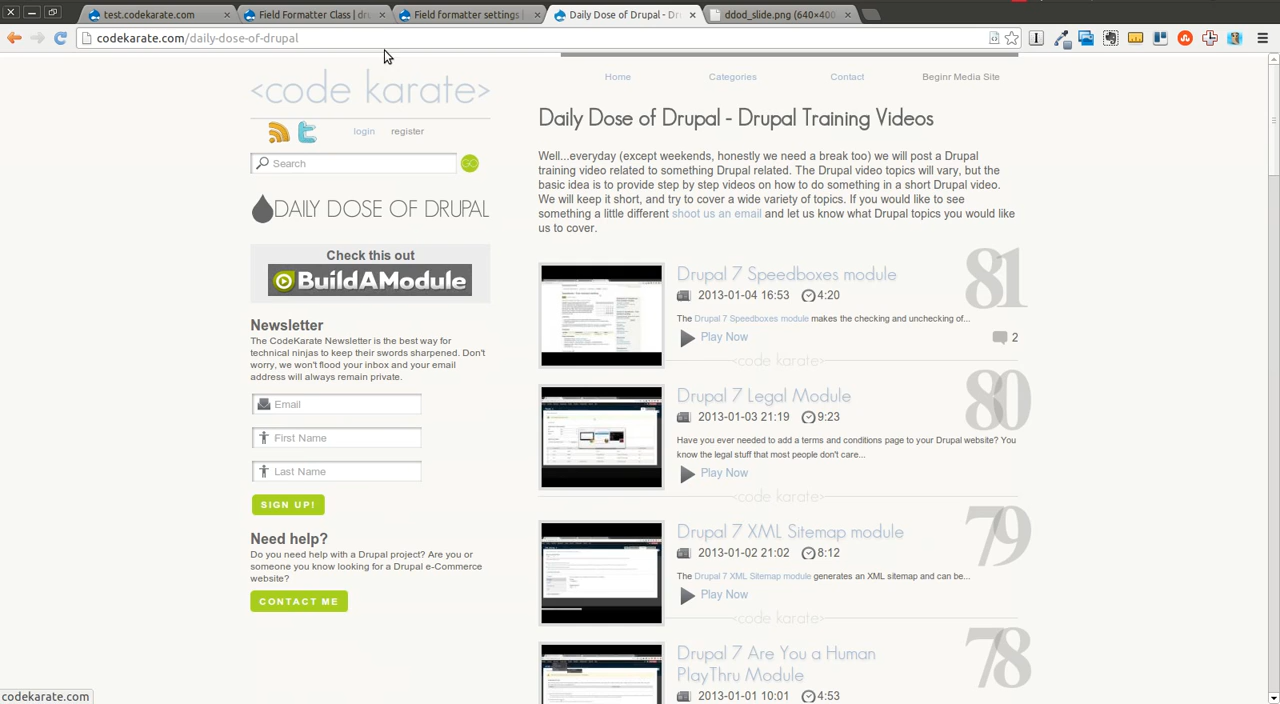 test.codekarate.com
Field Formatter Class | dru
Field formatter settings |
Daily Dose of Drupal - Dr
ddod_slide.png (640×400
codekarate.com/daily-dose-of-drupal
<code karate>
login
register
Search
GO
DAILY DOSE OF DRUPAL
Check this out
BuildAModule
Newsletter
The CodeKarate Newsletter is the best way for
technical ninjas to keep their swords sharpened. Don't
worry, we won't flood your inbox and your email
address will always remain private.
Email
First Name
Last Name
SIGN UP!
Need help?
Do you need help with a Drupal project? Are you or
someone you know looking for a Drupal e-Commerce
website?
CONTACT ME
Home
Categories
Contact
Beginr Media Site
Daily Dose of Drupal - Drupal Training Videos
Well...everyday (except weekends, honestly we need a break too) we will post a Drupal
training video related to something Drupal related. The Drupal video topics will vary, but the
basic idea is to provide step by step videos on how to do something in a short Drupal video.
We will keep it short, and try to cover a wide variety of topics. If you would like to see
something a little different shoot us an email and let us know what Drupal topics you would like
us to cover.
Drupal 7 Speedboxes module
81
2013-01-04 16:53 4:20
The Drupal 7 Speedboxes module makes the checking and unchecking of...
Play Now
2
<code karate>
Drupal 7 Legal Module
80
2013-01-03 21:19 9:23
Have you ever needed to add a terms and conditions page to your Drupal website? You
know the legal stuff that most people don't care...
Play Now
<code karate>
Drupal 7 XML Sitemap module
79
2013-01-02 21:02 8:12
The Drupal 7 XML Sitemap module generates an XML sitemap and can be...
Play Now
<code karate>
Drupal 7 Are You a Human
PlayThru Module
78
2013-01-01 10:01 4:53
codekarate.com